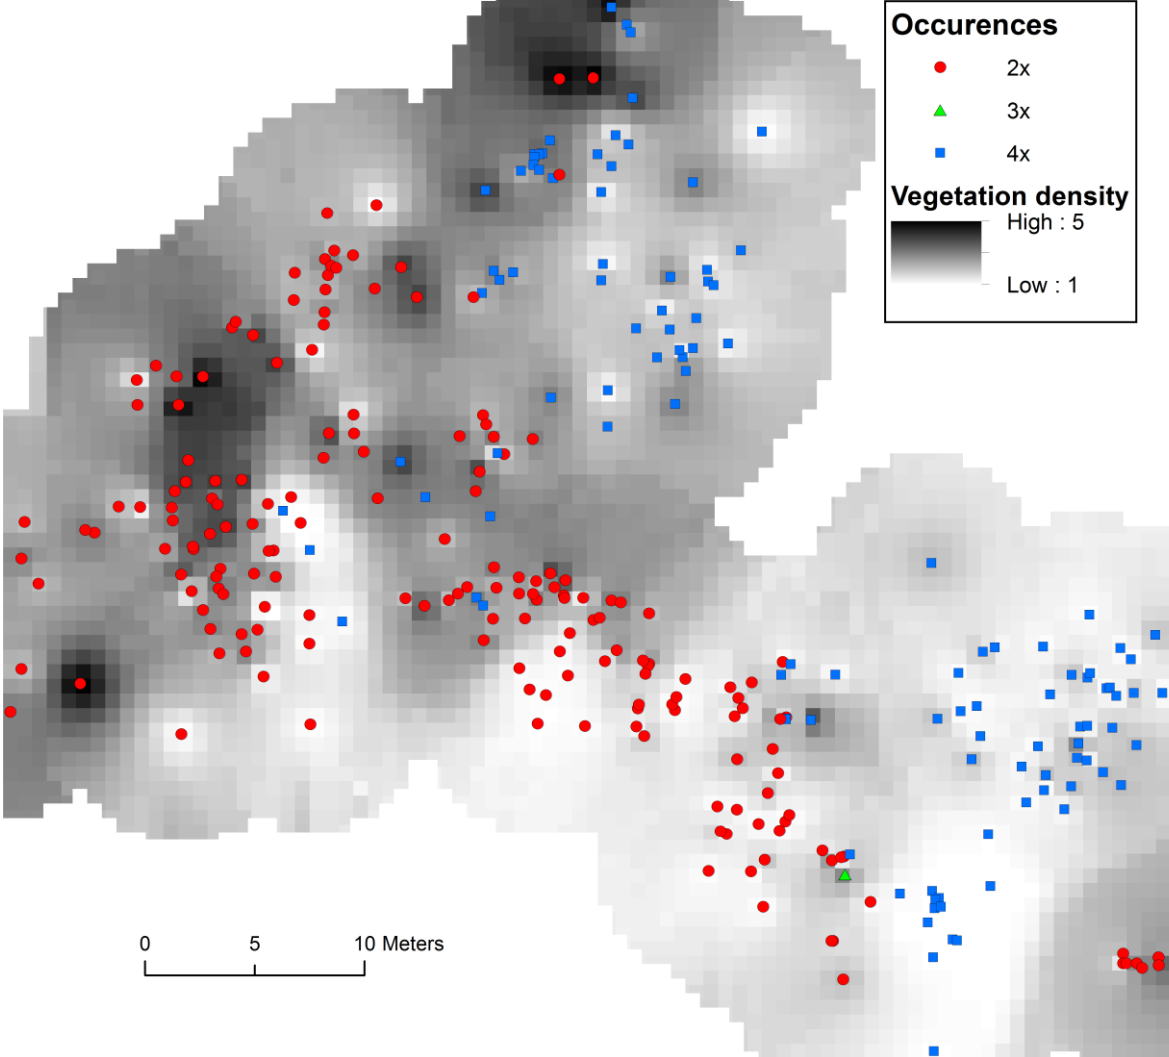 Occurences
2x
3x
4x
Vegetation density
High : 5
Low : 1
0 5 10 Meters